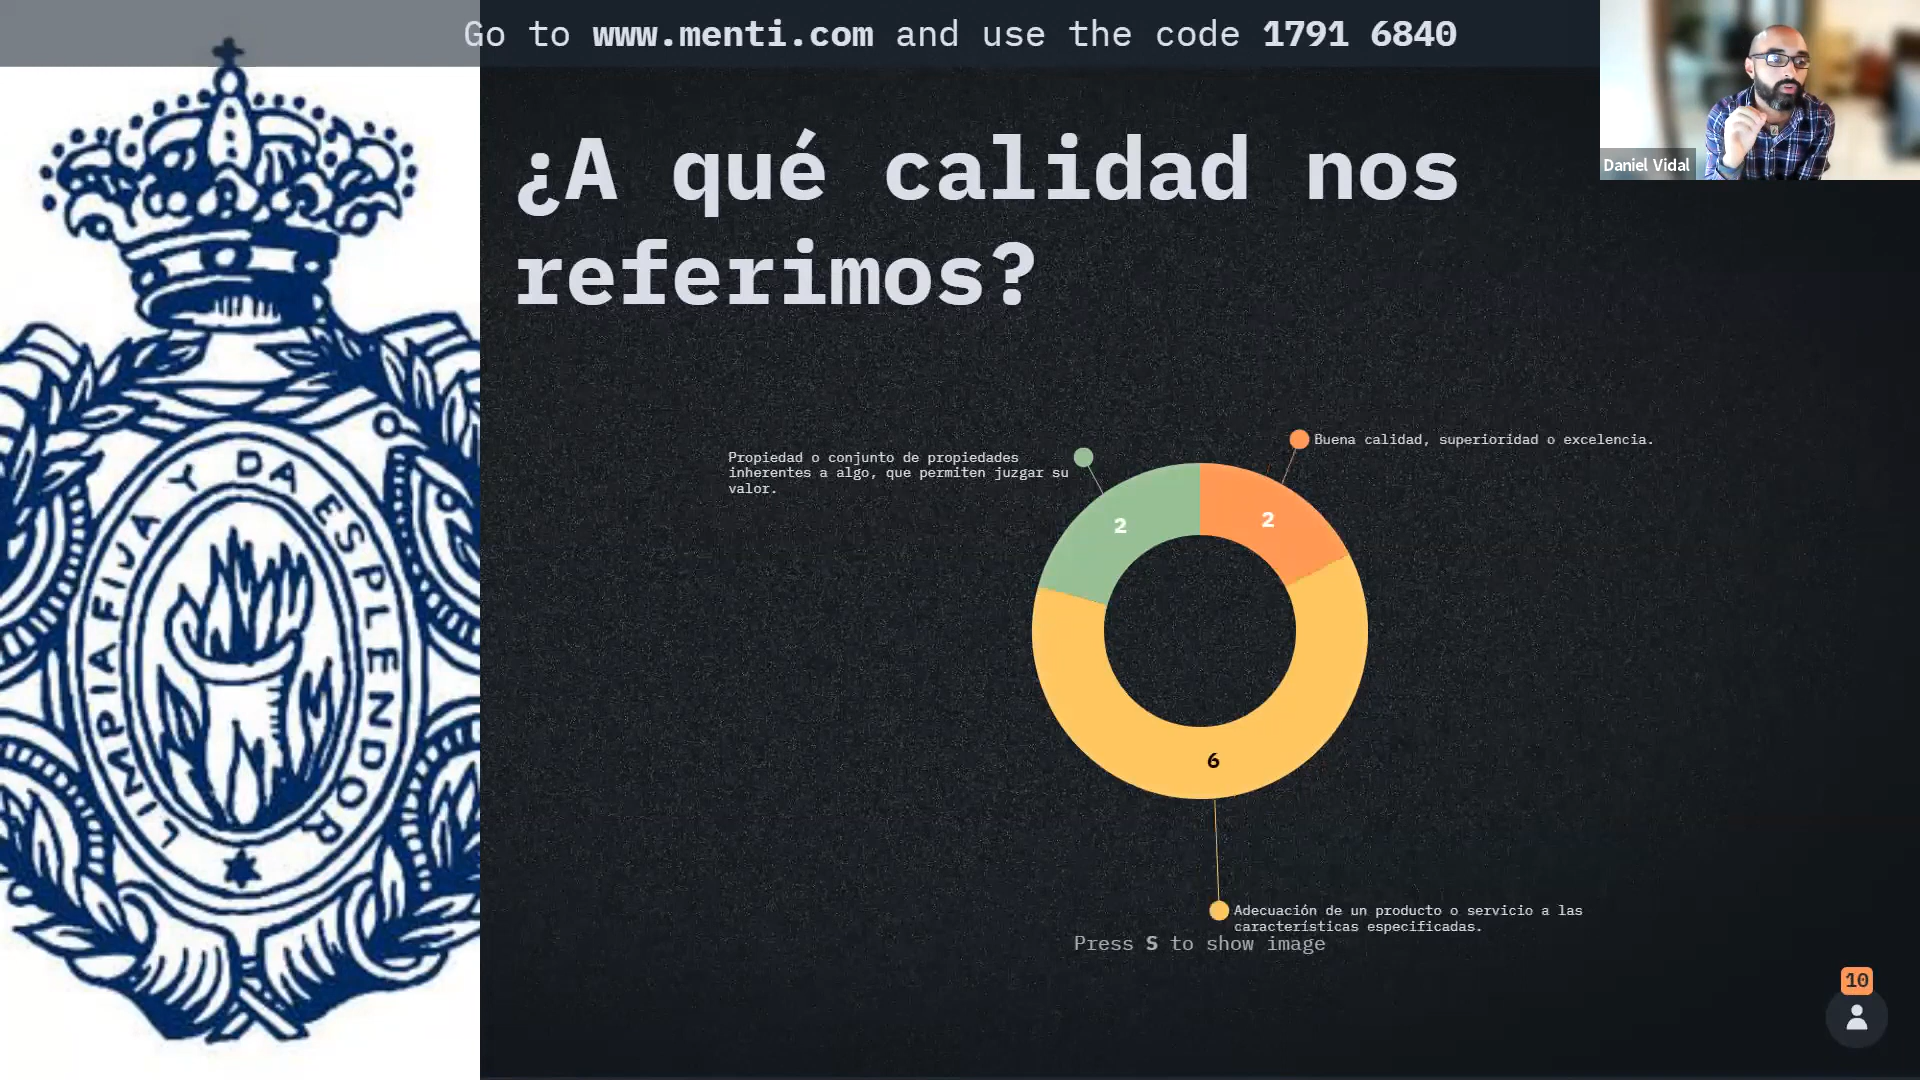 Go to www.menti.com and use the code 1791 6840
Daniel Vidal
¿A qué calidad nos
referimos?
Buena calidad, superioridad o excelencia.
Propiedad o conjunto de propiedades
inherentes a algo, que permiten juzgar su
valor.
2
2
6
Adecuación de un producto o servicio a las
características especificadas.
Press S to show image
10
LIMPIA FIJA Y DA ESPLENDOR